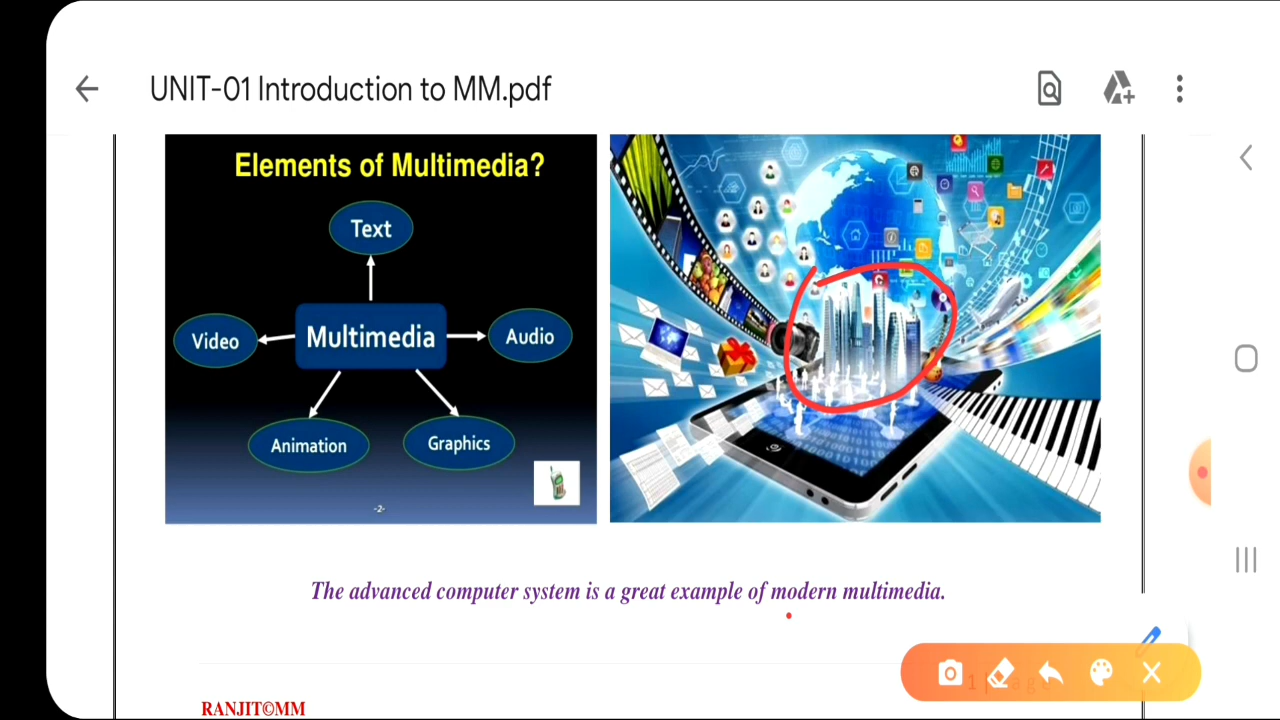 UNIT-01 Introduction to MM.pdf
Elements of Multimedia?
Text
Video
Multimedia
Audio
Animation
Graphics
-2-
The advanced computer system is a great example of modern multimedia.
RANJIT©MM